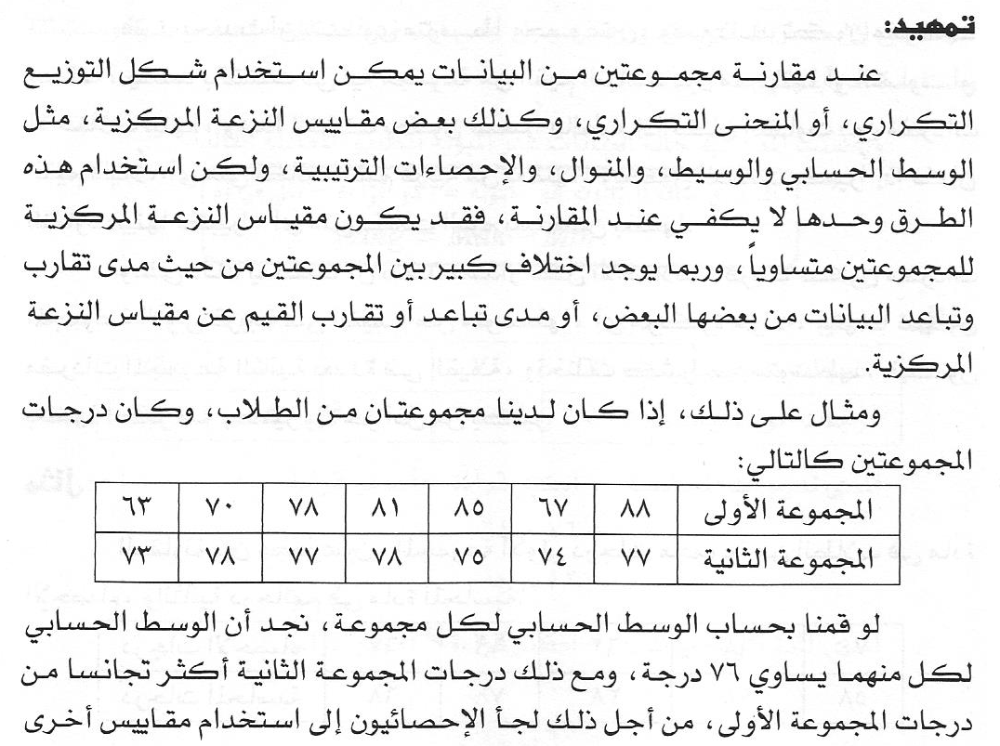 تمهيد:
عند مقارنة مجموعتين من البيانات يمكن استخدام شكل التوزيع
التكراري، أو المنحنى التكراري، وكذلك بعض مقاييس النزعة المركزية، مثل
الوسط الحسابي والوسيط، والمنوال، والإحصاءات الترتيبية، ولكن استخدام هذه
الطرق وحدها لا يكفي عند المقارنة، فقد يكون مقياس النزعة المركزية
للمجموعتين متساوياً، وربما يوجد اختلاف كبير بين المجموعتين من حيث مدى تقارب
وتباعد البيانات من بعضها البعض، أو مدى تباعد أو تقارب القيم عن مقياس النزعة
المركزية.
ومثال على ذلك، إذا كان لدينا مجموعتان من الطلاب، وكان درجات
المجموعتين كالتالي:
المجموعة الأولى ٨٨ ٦٧ ٨٥ ٨١ ٧٨ ٧٠ ٦٣
المجموعة الثانية ٧٧ ٧٤ ٧٥ ٧٨ ٧٧ ٧٨ ٧٣
لو قمنا بحساب الوسط الحسابي لكل مجموعة، نجد أن الوسط الحسابي
لكل منهما يساوي ٧٦ درجة، ومع ذلك درجات المجموعة الثانية أكثر تجانسا من
درجات المجموعة الأولى، من أجل ذلك لجأ الإحصائيون إلى استخدام مقاييس أخرى